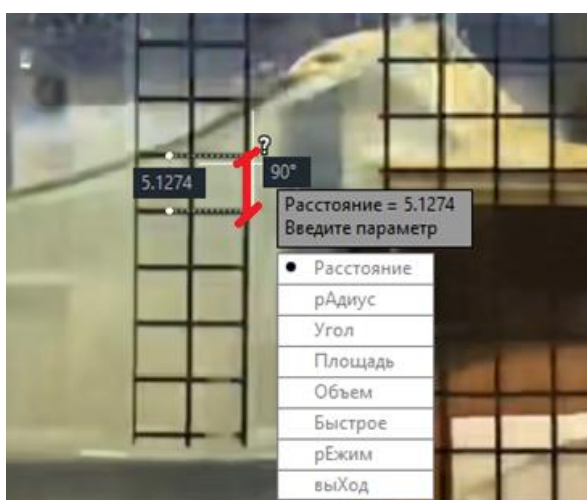 ?
5.1274
90°
Расстояние = 5.1274
Введите параметр
Расстояние
рАдиус
Угол
Площадь
Объем
Быстрое
рЕжим
выХод